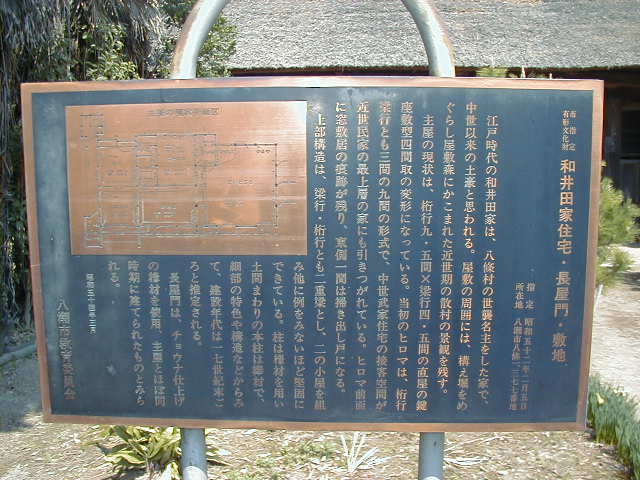 市指定
有形文化財
和井田家住宅・長屋門・敷地
指定 昭和五十二年二月五日
所在地 八潮市八條二二七七番地
江戸時代の和井田家は、八條村の世襲名主をした家で、
中世以来の土豪と思われる。屋敷の周囲には、構え堀をめ
ぐらし屋敷森にかこまれた近世期の散村の景観を残す。
主屋の現状は、桁行九・五間×梁行四・五間の直屋の鍵
座敷型四間取の変形になっている。当初のヒロマは、桁行
梁行とも三間の九間の形式で、中世武家住宅の接客空間が
近世民家の最上層の家にも引きつがれている。ヒロマ前面
に窓敷居の痕跡が残り、東側一間は掃き出し戸になる。
上部構造は、梁行・桁行とも二重梁とし、二の小屋を組
み他に例をみないほど堅固に
できている。柱は椎材を用い
土間まわりの本柱は欅材で、
細部の特色や構造などからみ
て、建設年代は一七世紀末ご
ろと推定される。
長屋門は、チョウナ仕上げ
の椎材を使用、主屋とほぼ同
時期に建てられたものとみら
れる。
八潮市教育委員会